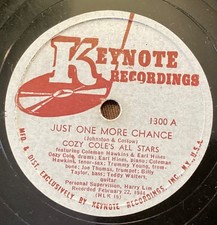 KEYNOTE
RECORDINGS
1300 A
JUST ONE MORE CHANCE
(Johnston & Coslow)
COZY COLE'S ALL STARS
featuring Coleman Hawkins & Earl Hines
Cozy Cole, drums; Earl Hines, piano; Coleman
Hawkins, tenor-sax; Trummy Young, trom-
bone; Joe Thomas, trumpet; Billy
Taylor, bass; Teddy Walters,
guitar.
Personal Supervision, Harry Lim
Recorded February 22, 1944
MFG. & DIST. EXCLUSIVELY BY KEYNOTE RECORDINGS, INC.